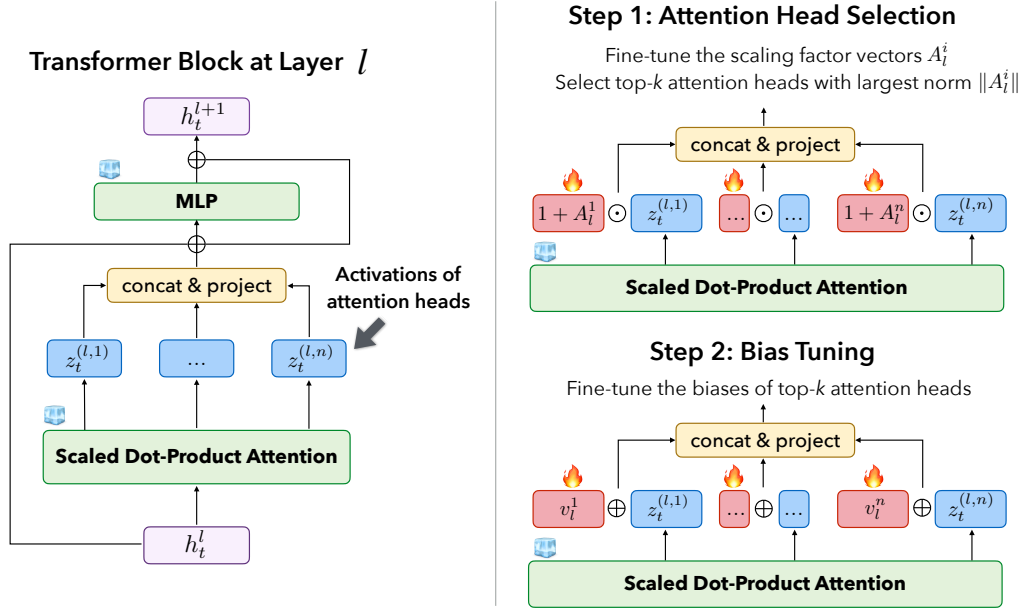 Transformer Block at Layer l
h_t^{l+1}
⊕
MLP
⊕
concat & project
Activations of
attention heads
z_t^{(l,1)} ... z_t^{(l,n)}
Scaled Dot-Product Attention
h_t^l
Step 1: Attention Head Selection
Fine-tune the scaling factor vectors A_l^i
Select top-k attention heads with largest norm ||A_l^i||
concat & project
1 + A_l^1 ⊙ z_t^{(l,1)} ... ⊙ ... 1 + A_l^n ⊙ z_t^{(l,n)}
Scaled Dot-Product Attention
Step 2: Bias Tuning
Fine-tune the biases of top-k attention heads
concat & project
v_l^1 ⊕ z_t^{(l,1)} ... ⊕ ... v_l^n ⊕ z_t^{(l,n)}
Scaled Dot-Product Attention